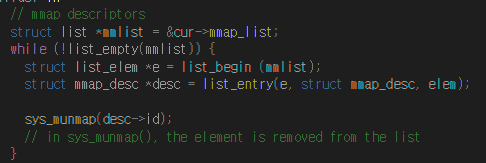 // mmap descriptors
struct list *mmlist = &cur->mmap_list;
while (!list_empty(mmlist)) {
struct list_elem *e = list_begin (mmlist);
struct mmap_desc *desc = list_entry(e, struct mmap_desc, elem);
sys_munmap(desc->id);
// in sys_munmap(), the element is removed from the list
}